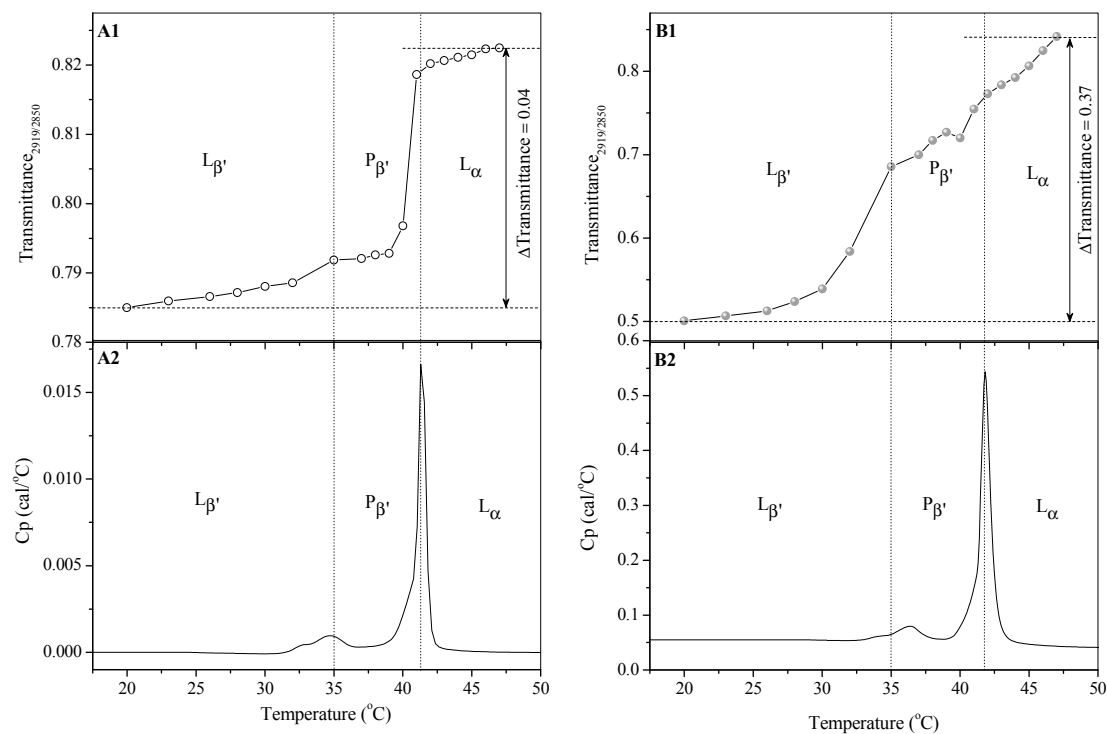 A1
0.82
0.81
0.80
0.79
0.78
Transmittance2919/2850
Lβ'
Pβ'
Lα
ΔTransmittance = 0.04
B1
0.8
0.7
0.6
0.5
Transmittance2919/2850
Lβ'
Pβ'
Lα
ΔTransmittance = 0.37
A2
0.015
0.010
0.005
0.000
Cp (cal/°C)
Lβ'
Pβ'
Lα
20 25 30 35 40 45 50
Temperature (°C)
B2
0.6
0.5
0.4
0.3
0.2
0.1
0.0
Cp (cal/°C)
Lβ'
Pβ'
Lα
20 25 30 35 40 45 50
Temperature (°C)